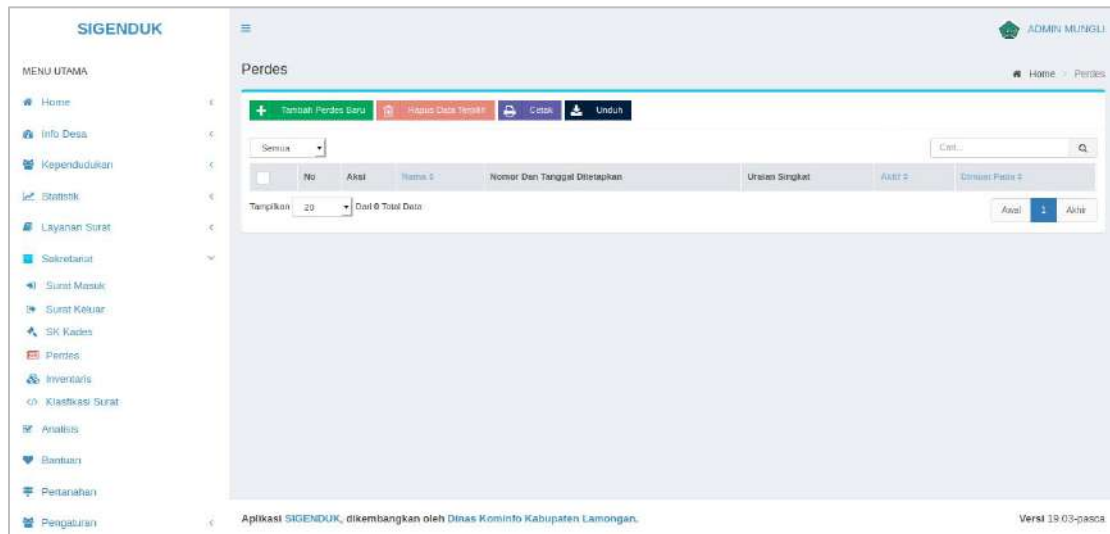 SIGENDUK
ADMIN MUNGLI
MENU UTAMA
Perdes
Home > Perdes
Home
Info Desa
Kependudukan
Statistik
Layanan Surat
Sekretariat
Surat Masuk
Surat Keluar
SK Kades
Perdes
Inventaris
Klasfikasi Surat
Analisis
Bantuan
Pertanahan
Pengaturan
Tambah Perdes Baru
Hapus Data Terpilih
Cetak
Unduh
Semua
Cari...
No Aksi Nama Nomor Dan Tanggal Ditetapkan Uraian Singkat Aktif Dimuat Pada
Tampilkan 20 Dari 0 Total Data
Awal 1 Akhir
Aplikasi SIGENDUK, dikembangkan oleh Dinas Kominfo Kabupaten Lamongan.
Versi 19.03-pasca